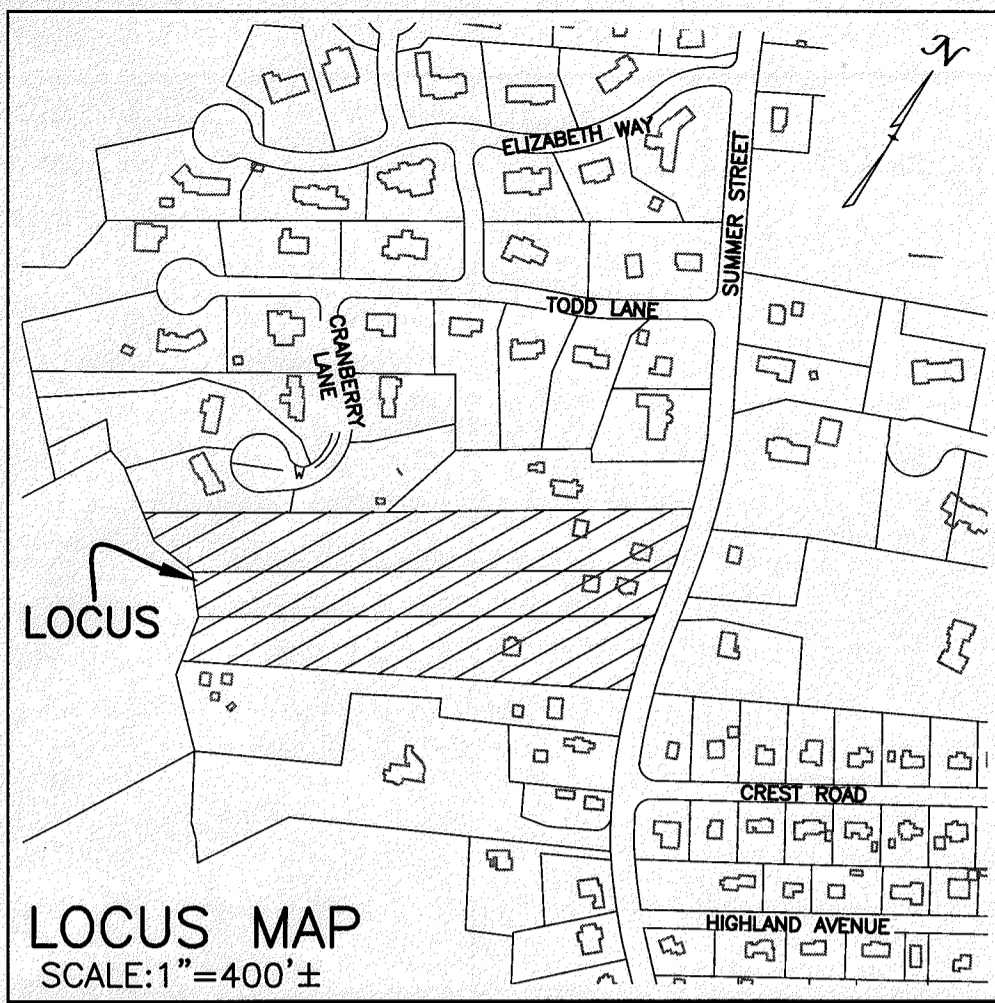 N
ELIZABETH WAY
SUMMER STREET
TODD LANE
CRANBERRY
LANE
W
LOCUS
CREST ROAD
HIGHLAND AVENUE
LOCUS MAP
SCALE:1"=400'±